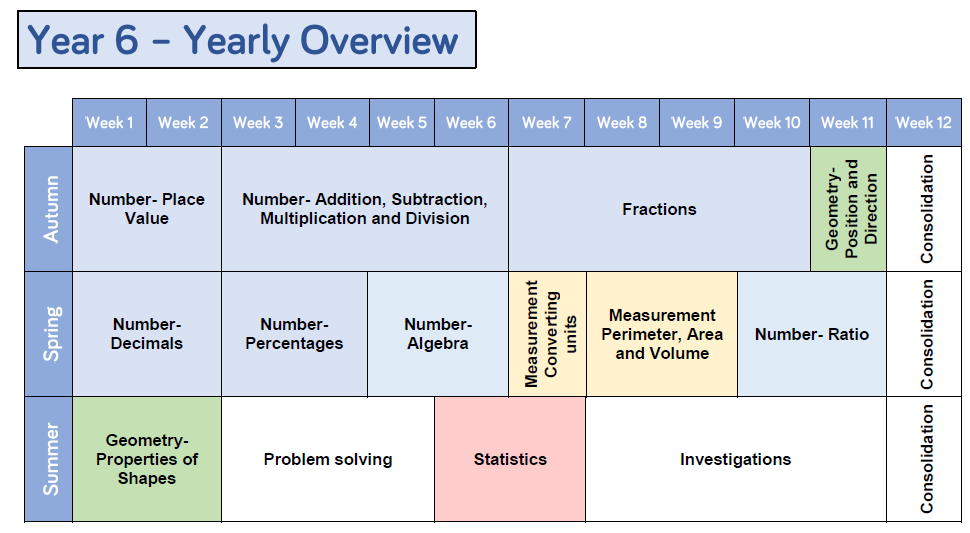 Year 6 – Yearly Overview
Week 1
Week 2
Week 3
Week 4
Week 5
Week 6
Week 7
Week 8
Week 9
Week 10
Week 11
Week 12
Autumn
Number- Place
Value
Number- Addition, Subtraction,
Multiplication and Division
Fractions
Geometry-
Position and
Direction
Consolidation
Spring
Number-
Decimals
Number-
Percentages
Number-
Algebra
Measurement
Converting
units
Measurement
Perimeter, Area
and Volume
Number- Ratio
Consolidation
Summer
Geometry-
Properties of
Shapes
Problem solving
Statistics
Investigations
Consolidation